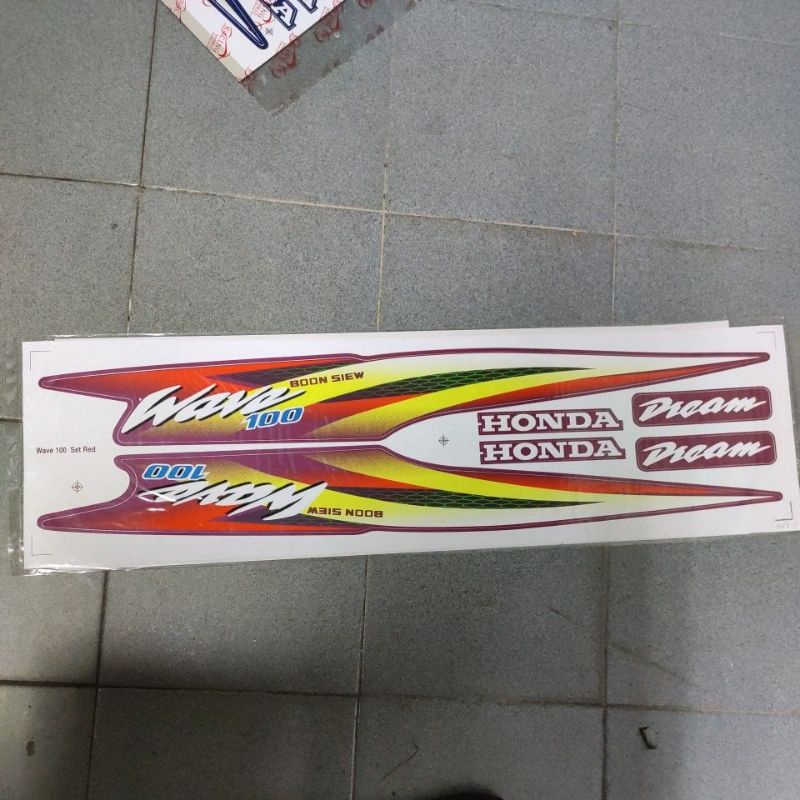 BOON SIEW
Wave
100
HONDA
Dream
HONDA
Dream
Wave 100 Set Red
Wave
100
BOON SIEW